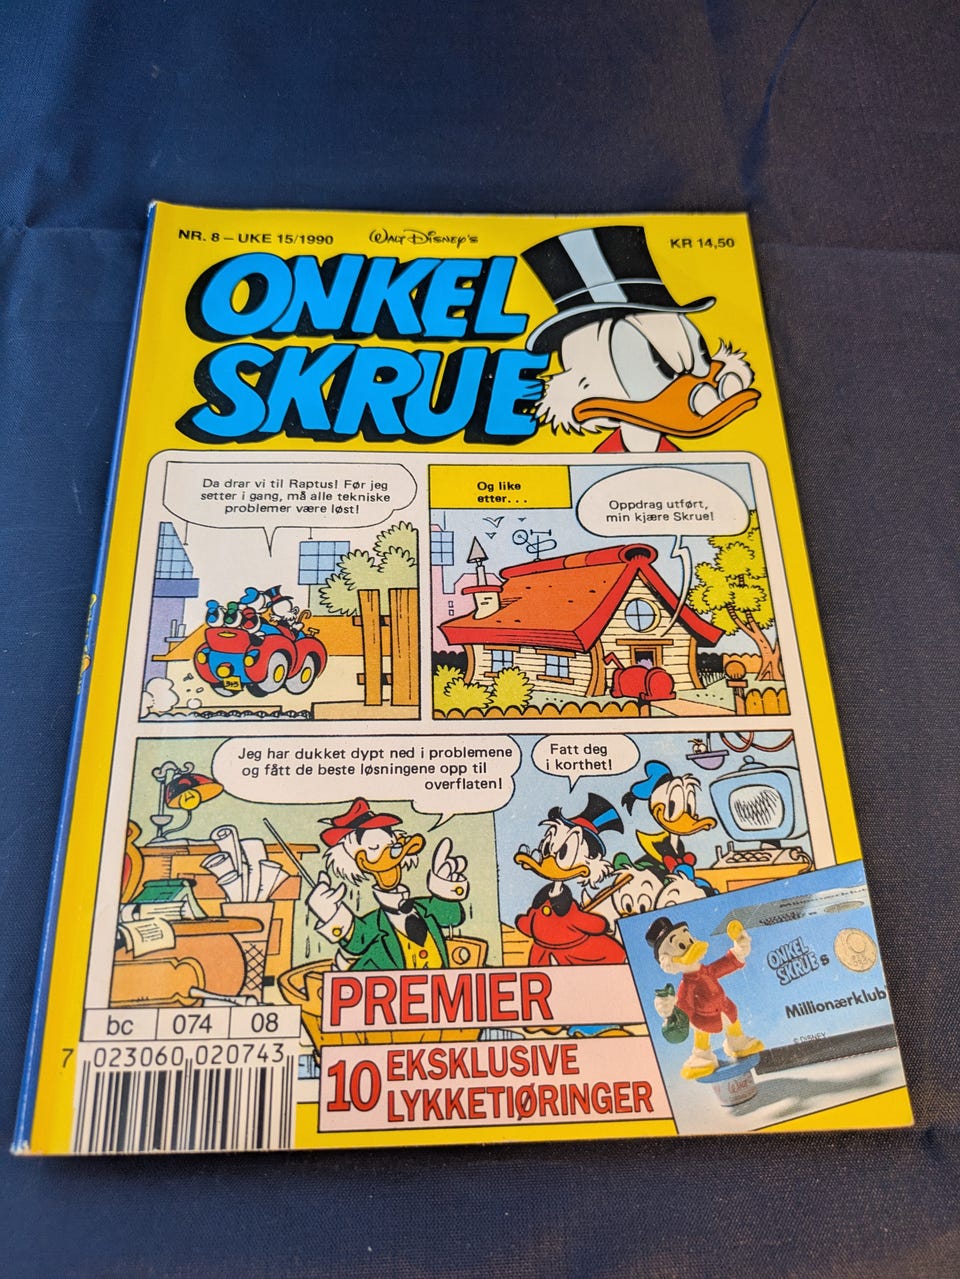 NR. 8 – UKE 15/1990
WALT DISNEY'S
KR 14,50
ONKEL
SKRUE
Da drar vi til Raptus! Før jeg
setter i gang, må alle tekniske
problemer være løst!
Og like
etter. . .
Oppdrag utført,
min kjære Skrue!
Jeg har dukket dypt ned i problemene
og fått de beste løsningene opp til
overflaten!
Fatt deg
i korthet!
PREMIER
10 EKSKLUSIVE
LYKKETIØRINGER
ONKEL
SKRUEs
Millionærklub
© DISNEY
bc 074 08
7 023060 020743